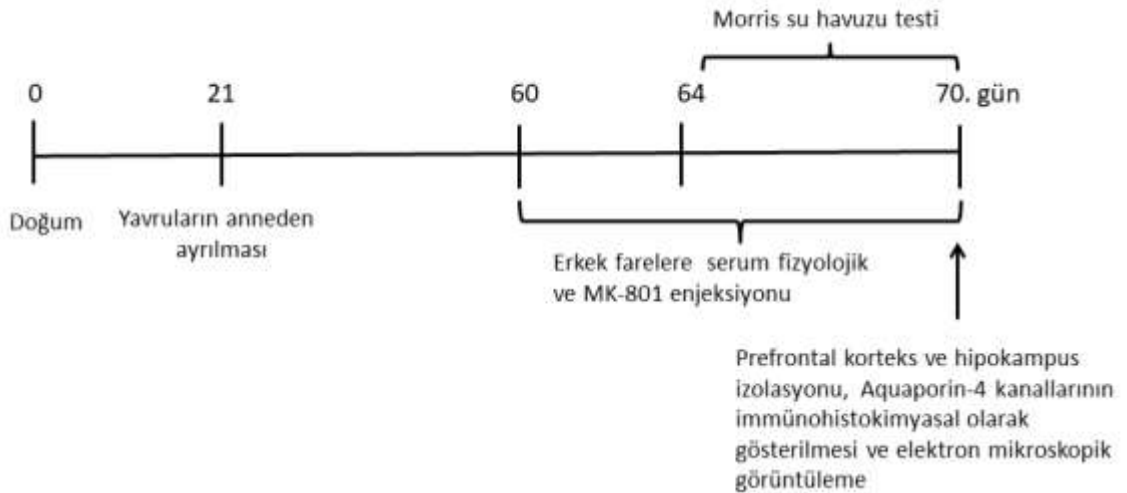 Morris su havuzu testi
0
21
60
64
70. gün
Doğum
Yavruların anneden
ayrılması
Erkek farelere serum fizyolojik
ve MK-801 enjeksiyonu
Prefrontal korteks ve hipokampus
izolasyonu, Aquaporin-4 kanallarının
immünohistokimyasal olarak
gösterilmesi ve elektron mikroskopik
görüntüleme